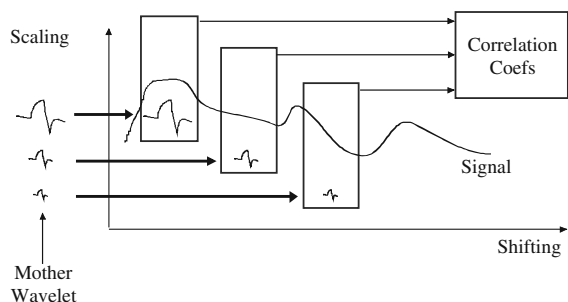 Scaling
Correlation
Coefs
Signal
Shifting
Mother
Wavelet